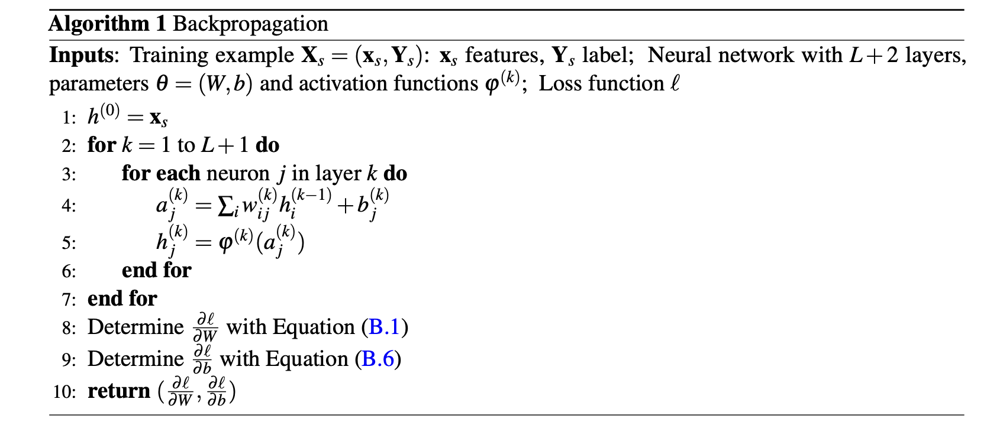 Algorithm 1 Backpropagation
Inputs: Training example $\mathbf{X}_s = (\mathbf{x}_s, \mathbf{Y}_s)$: $\mathbf{x}_s$ features, $\mathbf{Y}_s$ label; Neural network with $L+2$ layers,
parameters $\theta = (W, b)$ and activation functions $\varphi^{(k)}$; Loss function $\ell$
1: $h^{(0)} = \mathbf{x}_s$
2: for $k = 1$ to $L+1$ do
3: for each neuron $j$ in layer $k$ do
4: $a_j^{(k)} = \sum_i w_{ij}^{(k)} h_i^{(k-1)} + b_j^{(k)}$
5: $h_j^{(k)} = \varphi^{(k)}(a_j^{(k)})$
6: end for
7: end for
8: Determine $\frac{\partial \ell}{\partial W}$ with Equation (B.1)
9: Determine $\frac{\partial \ell}{\partial b}$ with Equation (B.6)
10: return $(\frac{\partial \ell}{\partial W}, \frac{\partial \ell}{\partial b})$